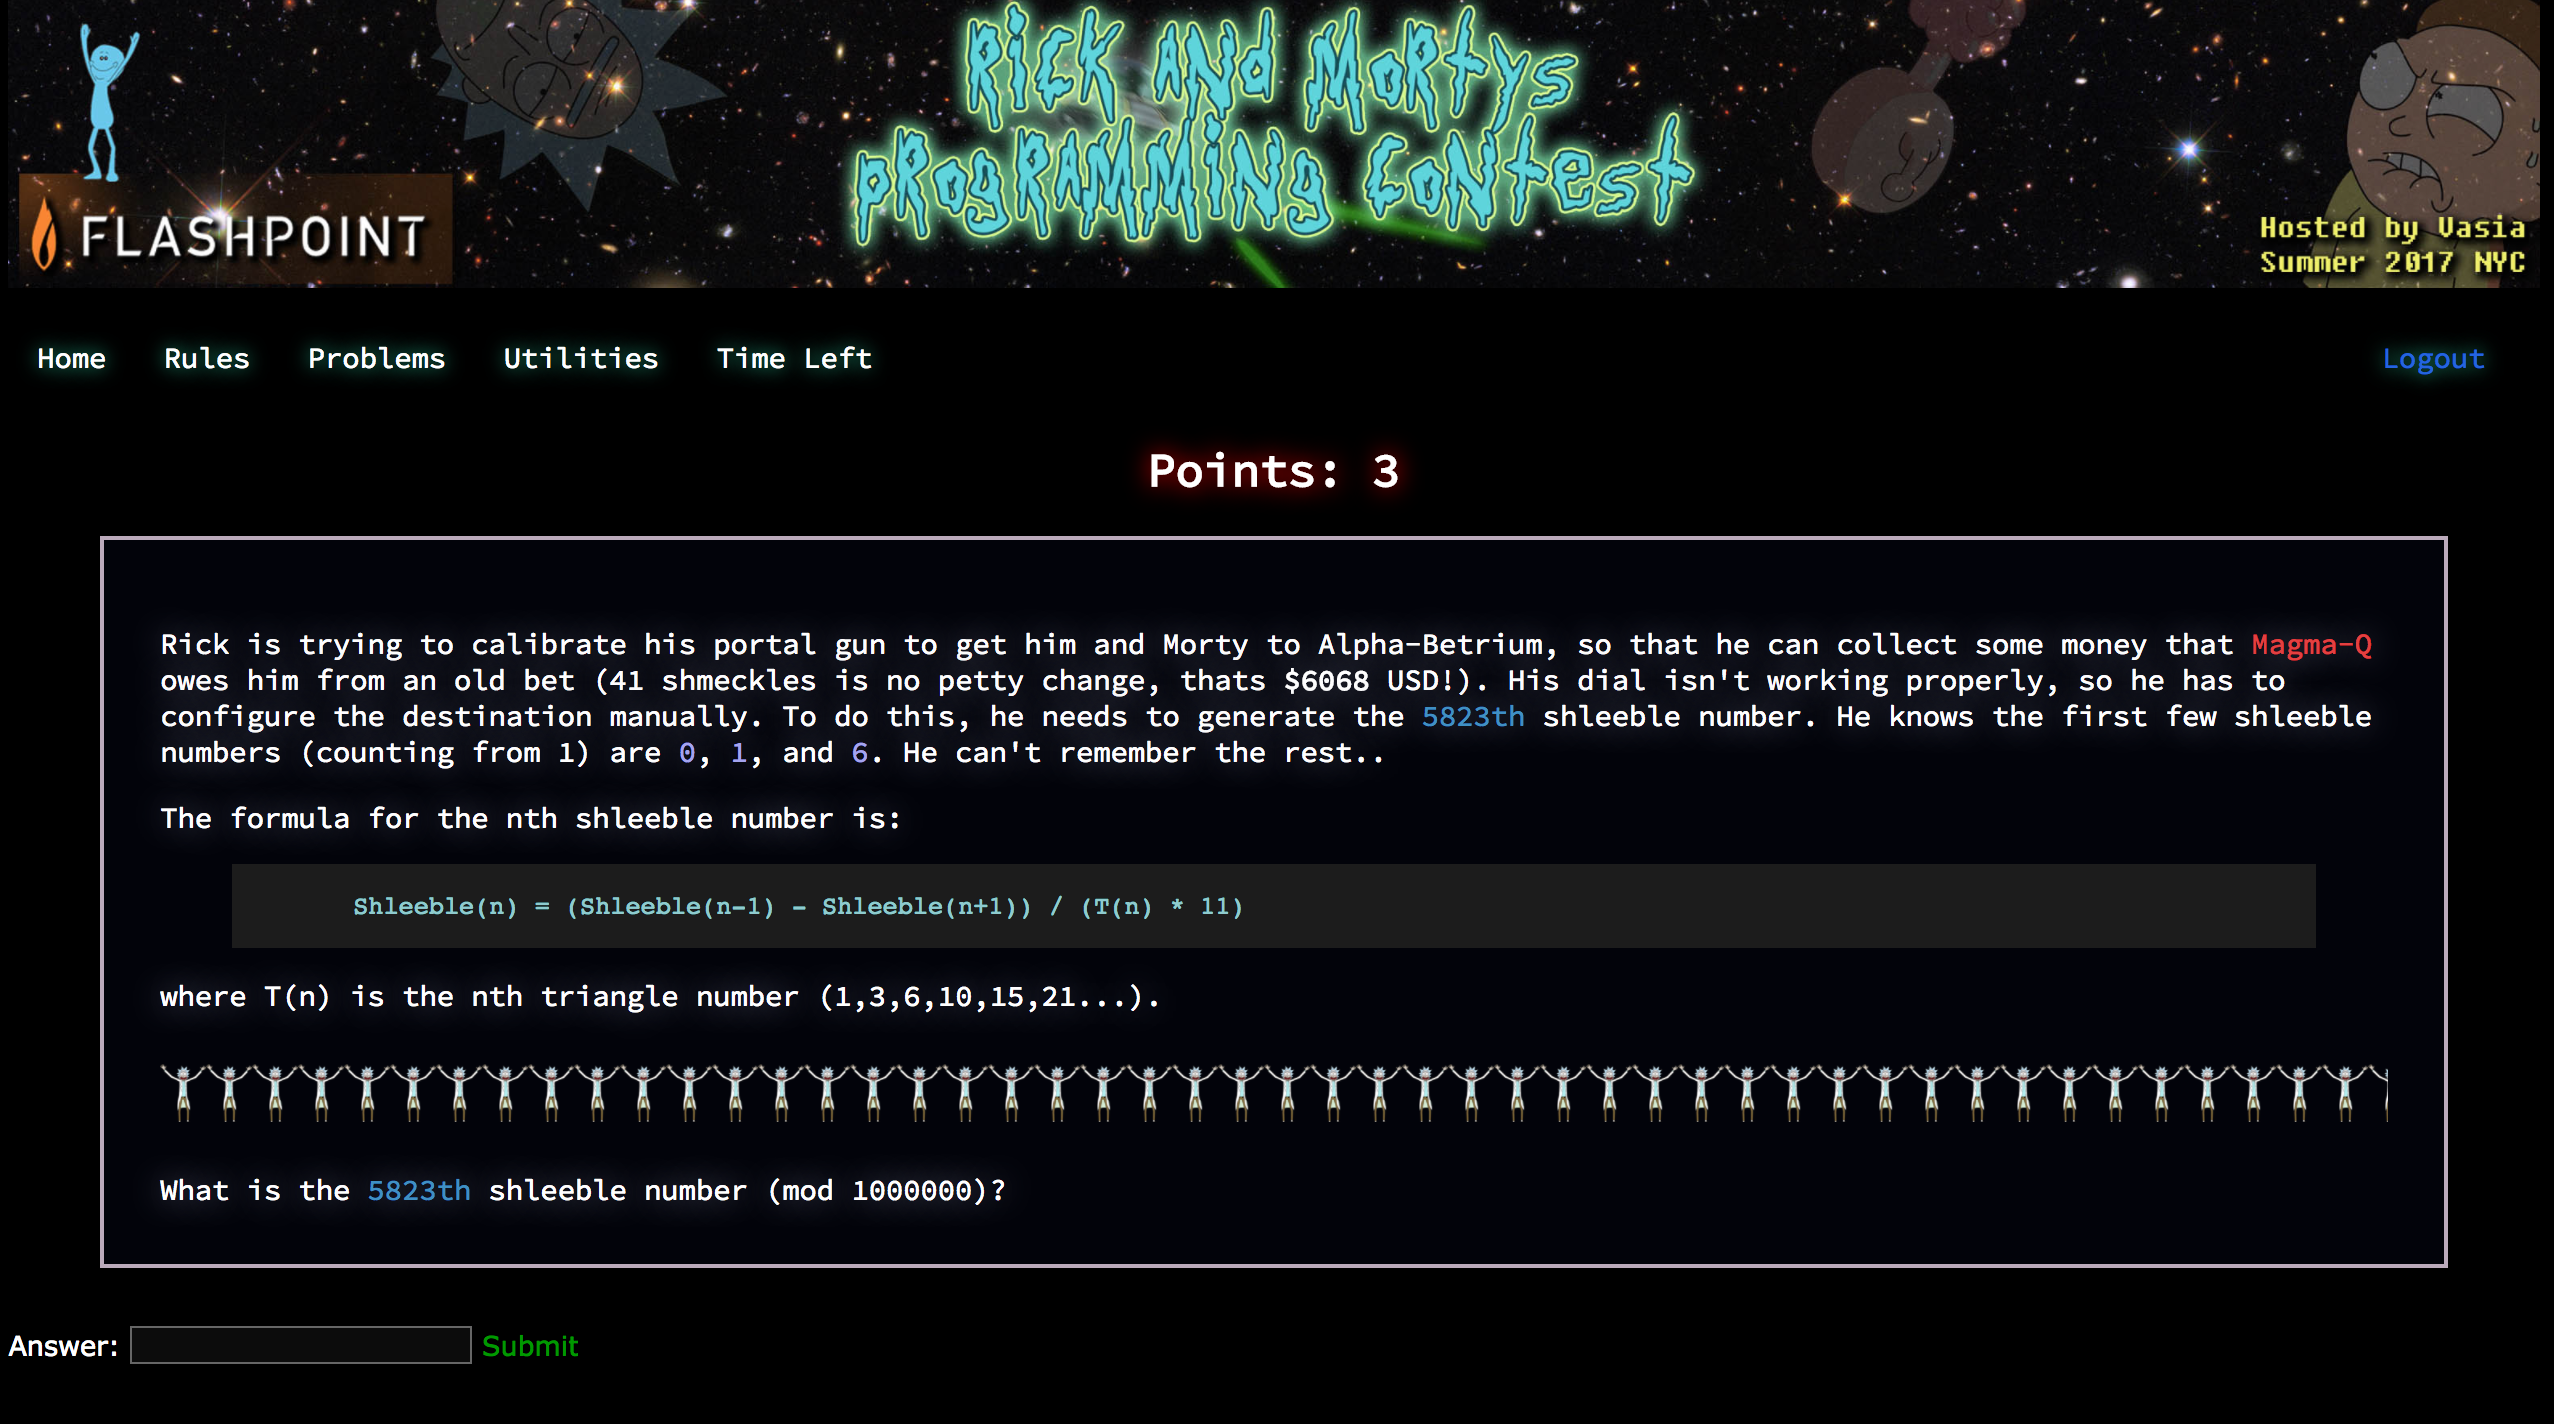 Rick and Mortys
Programming Contest
FLASHPOINT
Hosted by Vasia
Summer 2017 NYC
Home Rules Problems Utilities Time Left Logout
Points: 3
Rick is trying to calibrate his portal gun to get him and Morty to Alpha-Betrium, so that he can collect some money that Magma-Q
owes him from an old bet (41 shmeckles is no petty change, thats $6068 USD!). His dial isn't working properly, so he has to
configure the destination manually. To do this, he needs to generate the 5823th shleeble number. He knows the first few shleeble
numbers (counting from 1) are 0, 1, and 6. He can't remember the rest..
The formula for the nth shleeble number is:
Shleeble(n) = (Shleeble(n-1) - Shleeble(n+1)) / (T(n) * 11)
where T(n) is the nth triangle number (1,3,6,10,15,21...).
What is the 5823th shleeble number (mod 1000000)?
Answer: Submit